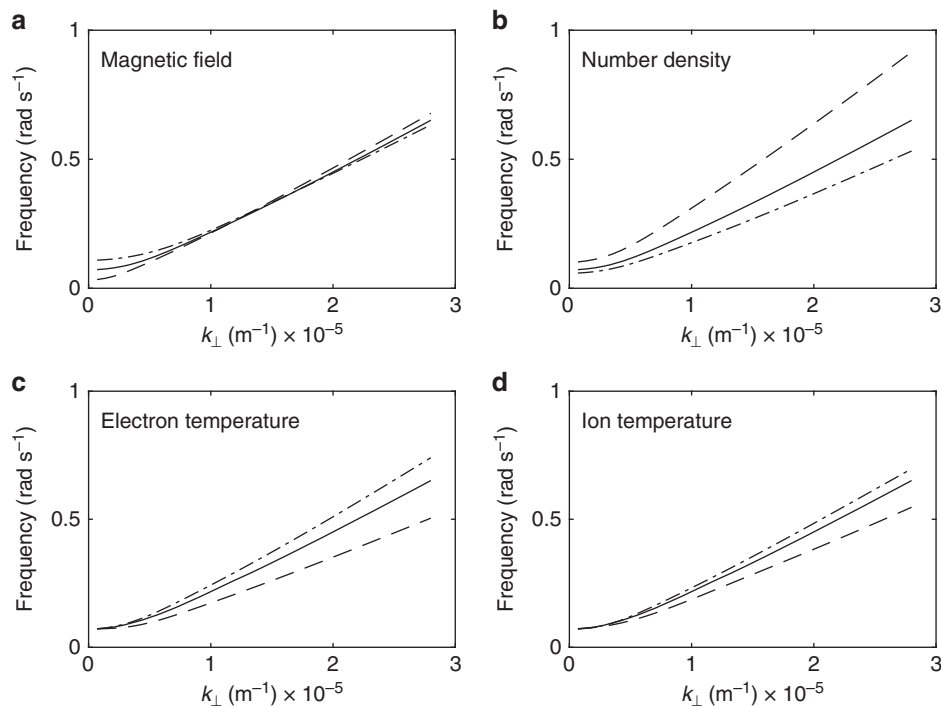 a
1
Magnetic field
Frequency (rad s⁻¹)
0.5
0
0 1 2 3
k⊥ (m⁻¹) × 10⁻⁵
b
1
Number density
Frequency (rad s⁻¹)
0.5
0
0 1 2 3
k⊥ (m⁻¹) × 10⁻⁵
c
1
Electron temperature
Frequency (rad s⁻¹)
0.5
0
0 1 2 3
k⊥ (m⁻¹) × 10⁻⁵
d
1
Ion temperature
Frequency (rad s⁻¹)
0.5
0
0 1 2 3
k⊥ (m⁻¹) × 10⁻⁵